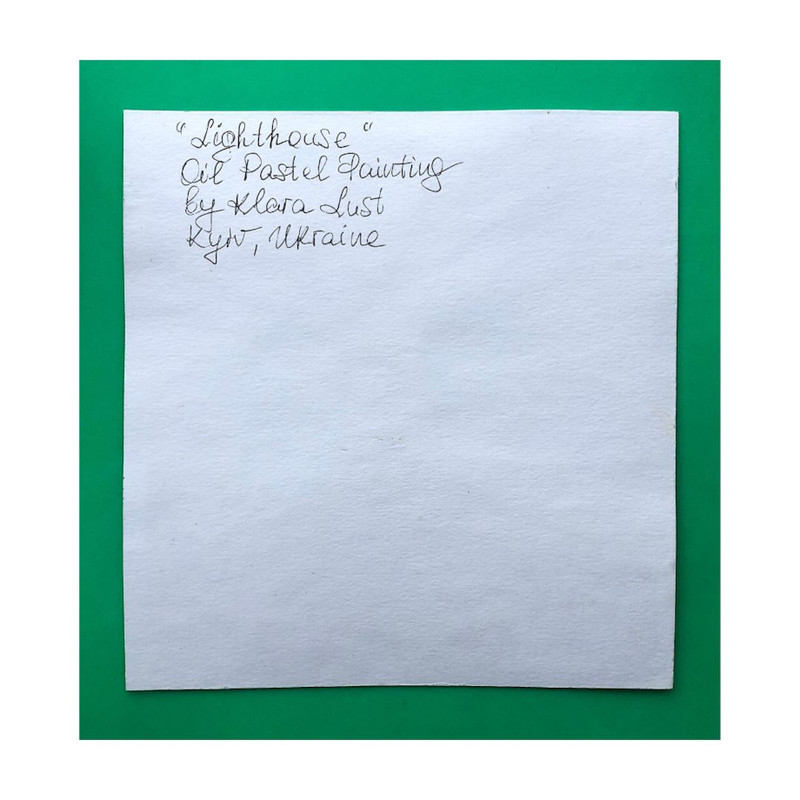 "Lighthouse"
Oil Pastel Painting
by Klara Lust
Kyiv, Ukraine